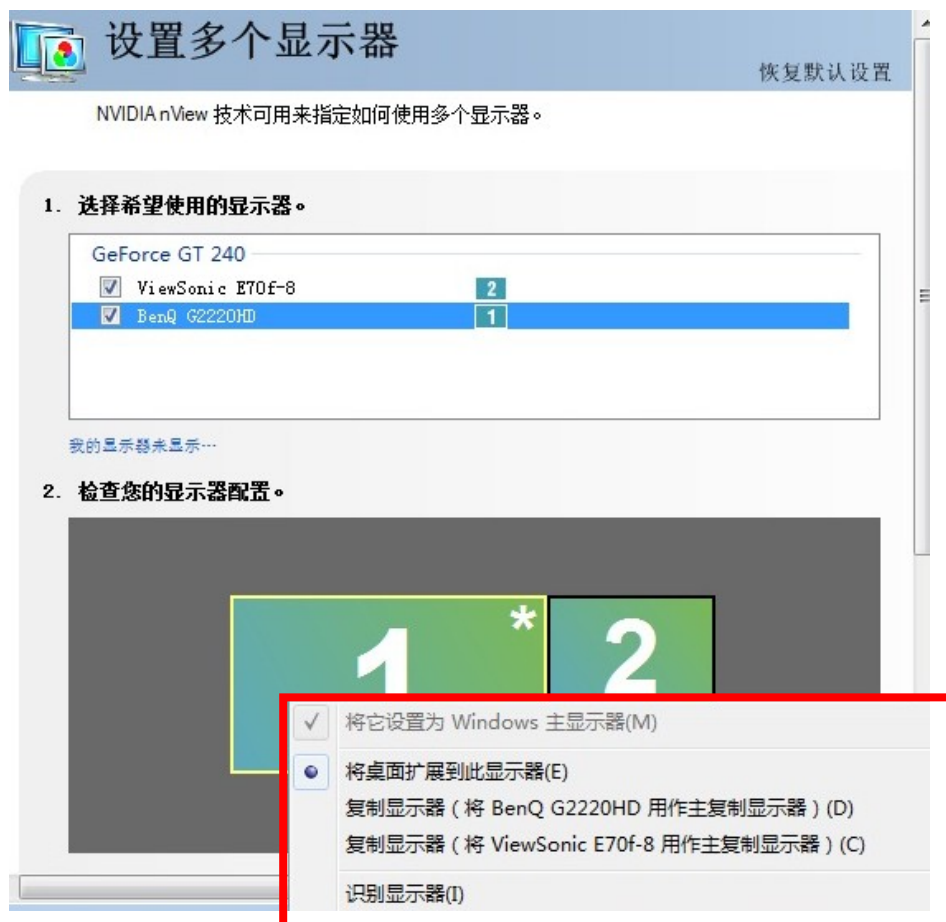 设置多个显示器
恢复默认设置
NVIDIA nView 技术可用来指定如何使用多个显示器。
1. 选择希望使用的显示器。
GeForce GT 240
ViewSonic E70f-8 2
BenQ G2220HD 1
我的显示器未显示…
2. 检查您的显示器配置。
1 * 2
将它设置为 Windows 主显示器(M)
将桌面扩展到此显示器(E)
复制显示器 ( 将 BenQ G2220HD 用作主复制显示器 ) (D)
复制显示器 ( 将 ViewSonic E70f-8 用作主复制显示器 ) (C)
识别显示器(I)